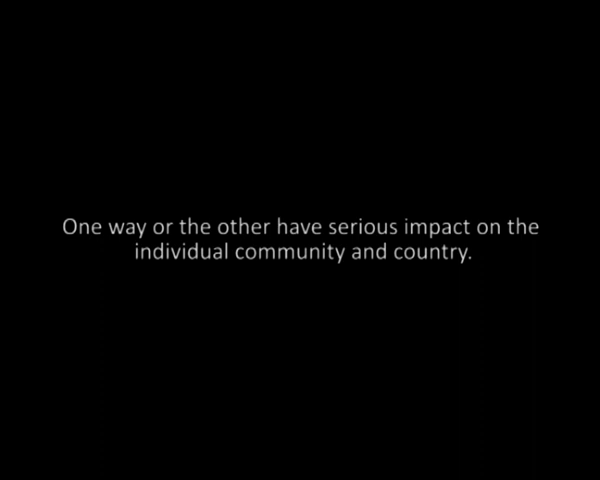 One way or the other have serious impact on the
individual community and country.